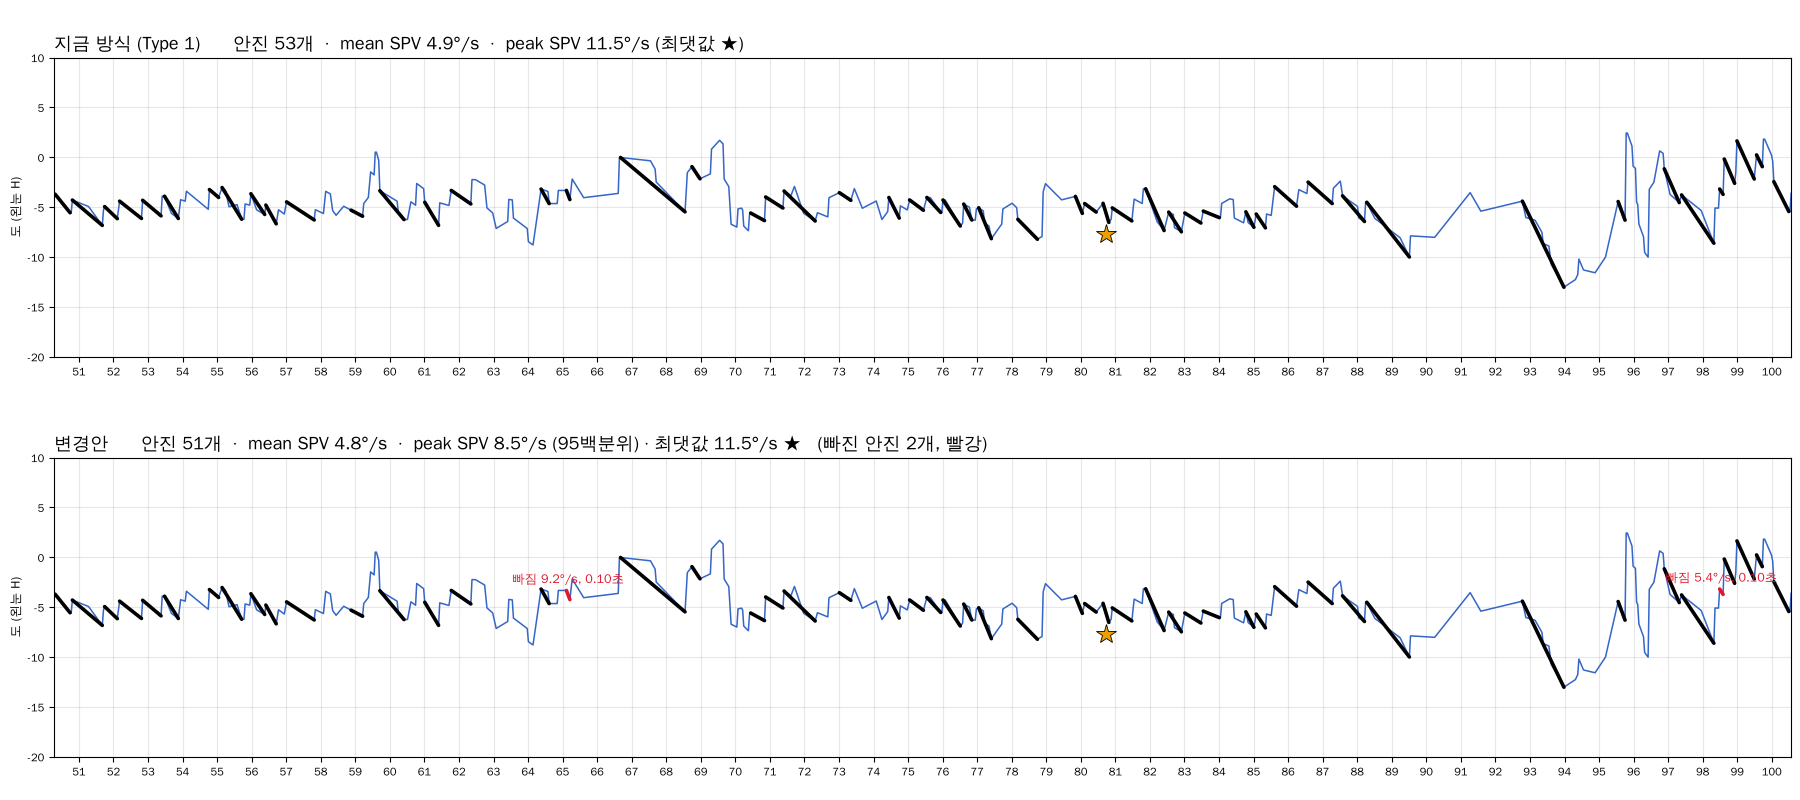 지금 방식 (Type 1)   안진 53개 · mean SPV 4.9°/s · peak SPV 11.5°/s (최댓값 ★)
도 (왼눈 H)
10
5
0
-5
-10
-15
-20
51 52 53 54 55 56 57 58 59 60 61 62 63 64 65 66 67 68 69 70 71 72 73 74 75 76 77 78 79 80 81 82 83 84 85 86 87 88 89 90 91 92 93 94 95 96 97 98 99 100
변경안   안진 51개 · mean SPV 4.8°/s · peak SPV 8.5°/s (95백분위) · 최댓값 11.5°/s ★ (빠진 안진 2개, 빨강)
도 (왼눈 H)
10
5
0
-5
-10
-15
-20
빠짐 9.2°/s, 0.10초
빠짐 5.4°/s, 0.10초
51 52 53 54 55 56 57 58 59 60 61 62 63 64 65 66 67 68 69 70 71 72 73 74 75 76 77 78 79 80 81 82 83 84 85 86 87 88 89 90 91 92 93 94 95 96 97 98 99 100